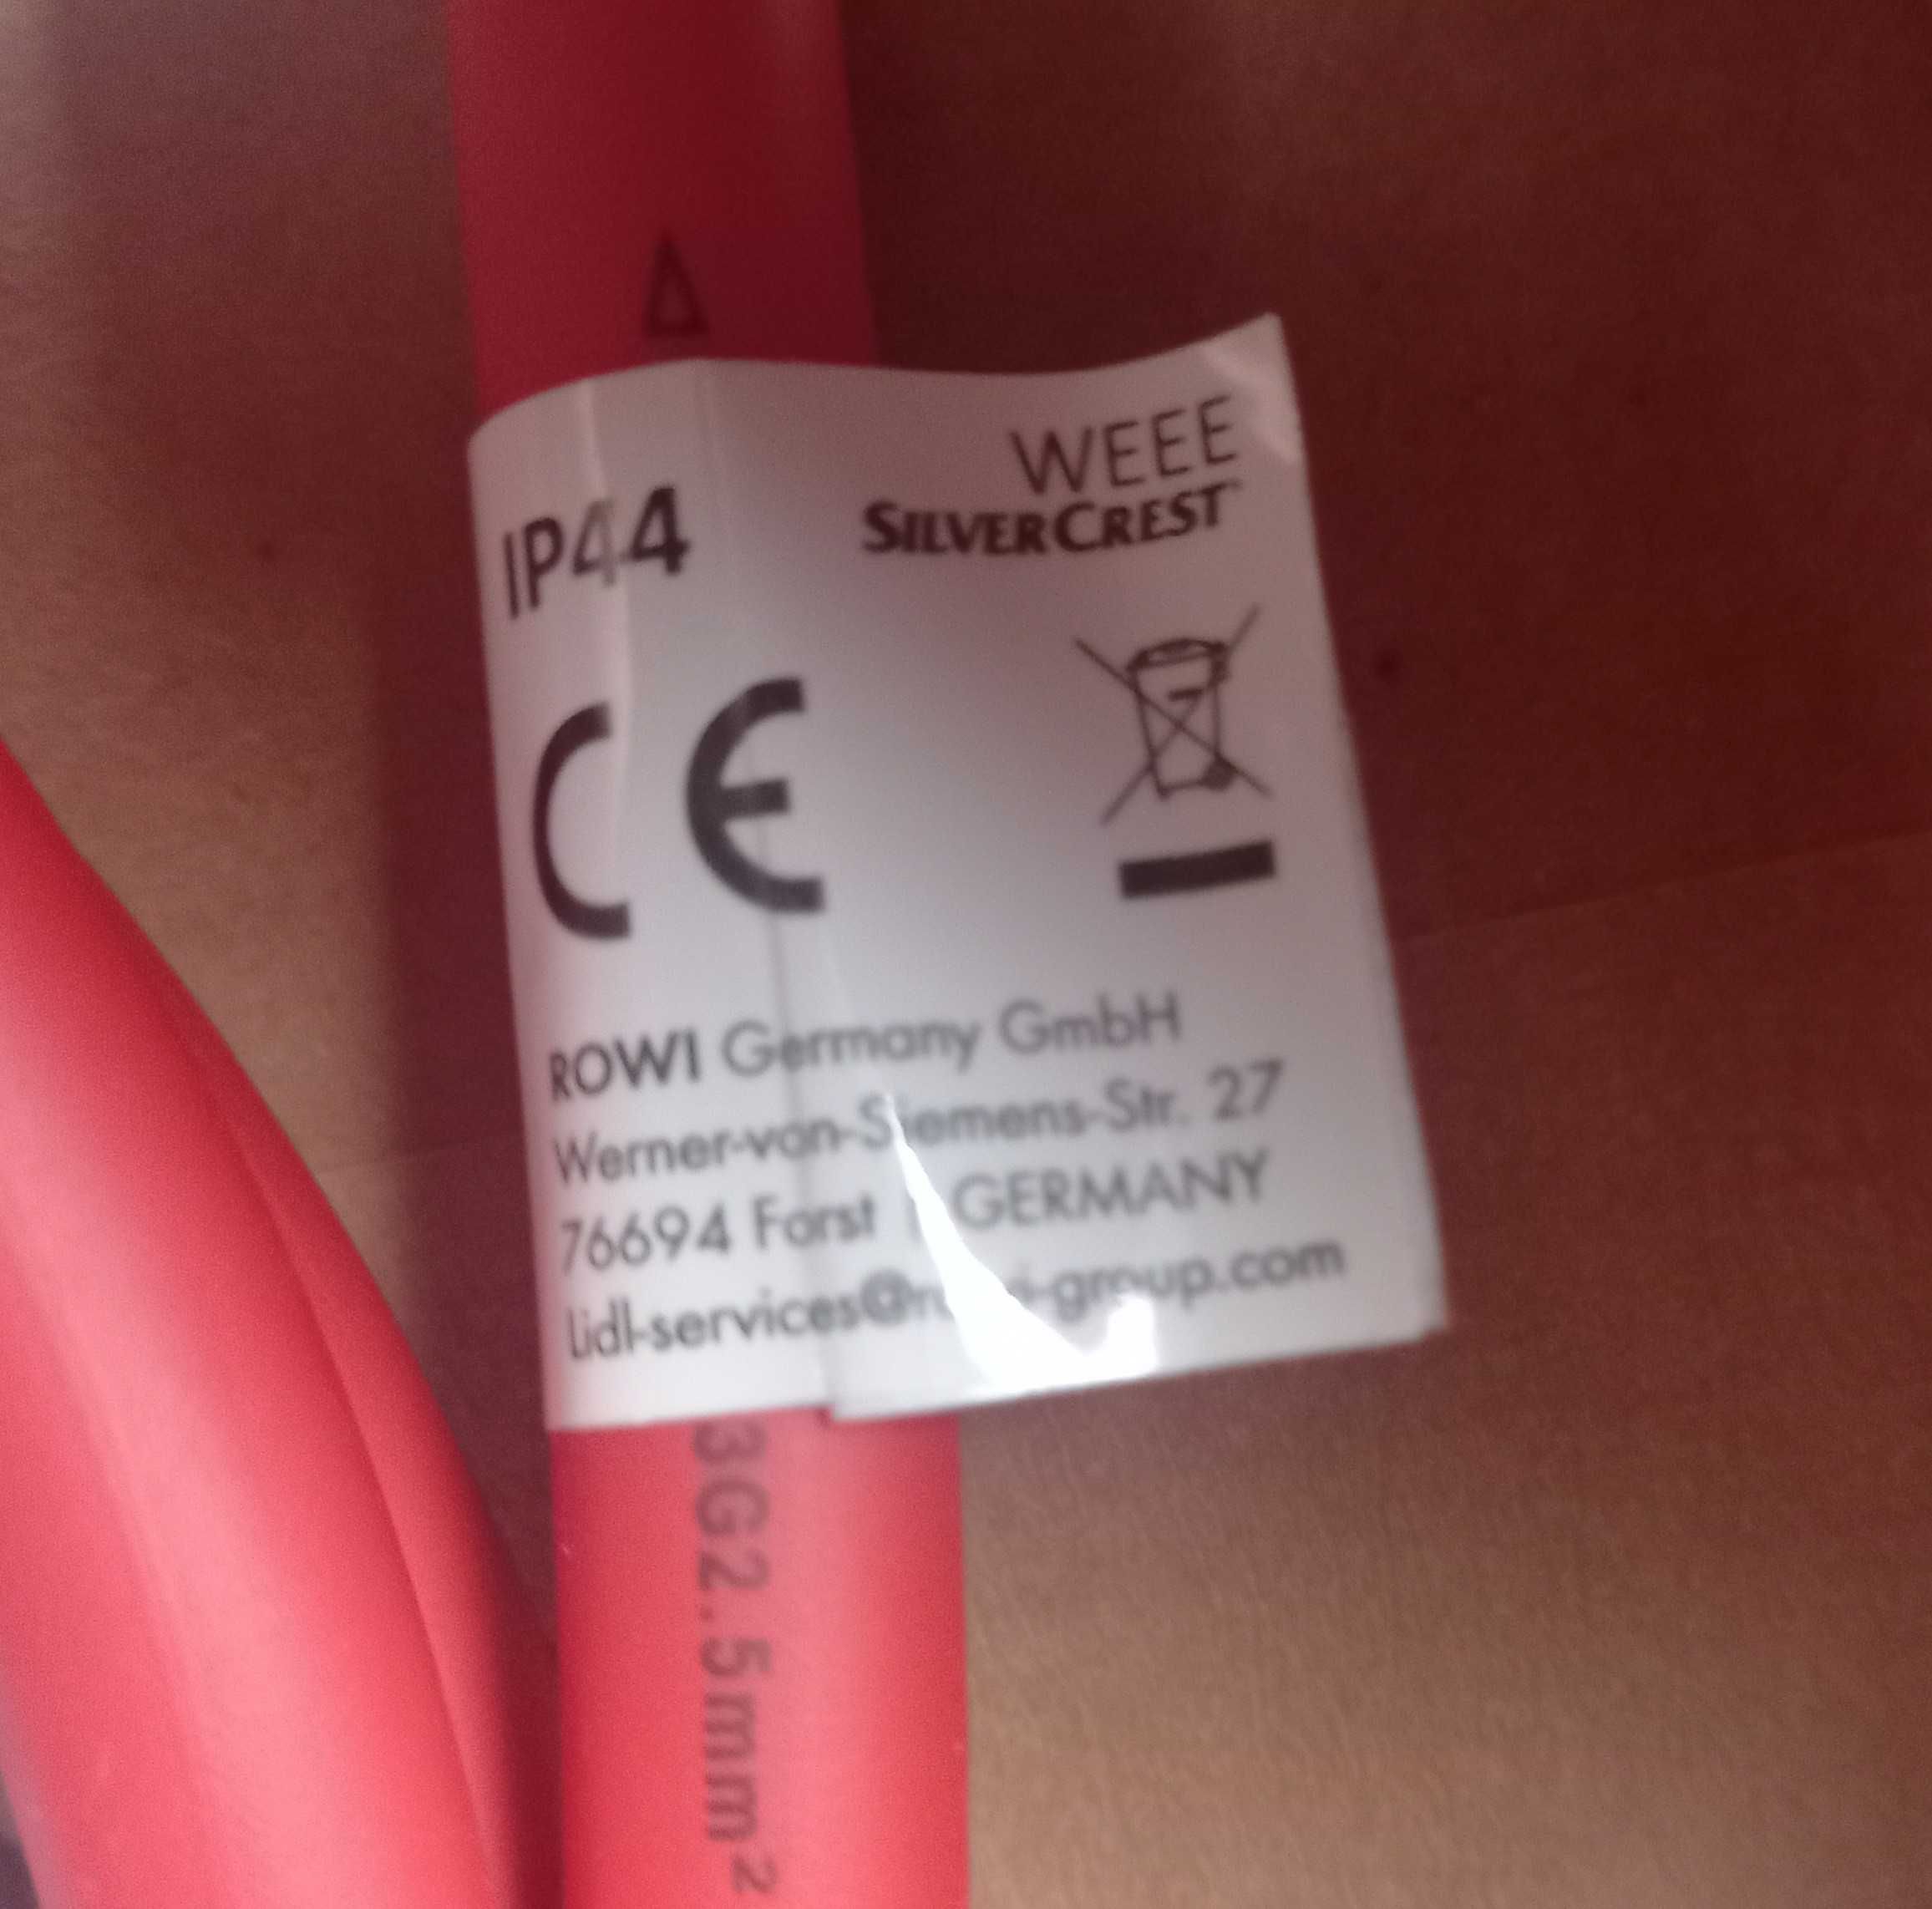 WEEE
IP44 SILVERCREST
CE
ROWI Germany GmbH
Werner-von-Siemens-Str. 27
76694 Forst | GERMANY
3G2.5mm²